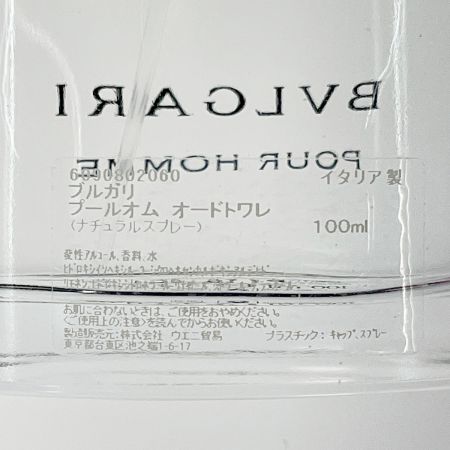 BVLGARI
POUR HOMME
6090802060 イタリア製
ブルガリ
プールオム オードトワレ
(ナチュラルスプレー) 100ml
変性アルコール、香料、水
お肌に合わないときは、ご使用をおやめください。
〈ご使用上の注意〉を読んでからお使いください。
製造販売元:株式会社 ウエニ貿易 プラスチック:キャップ、スプレー
東京都台東区池之端1-6-17